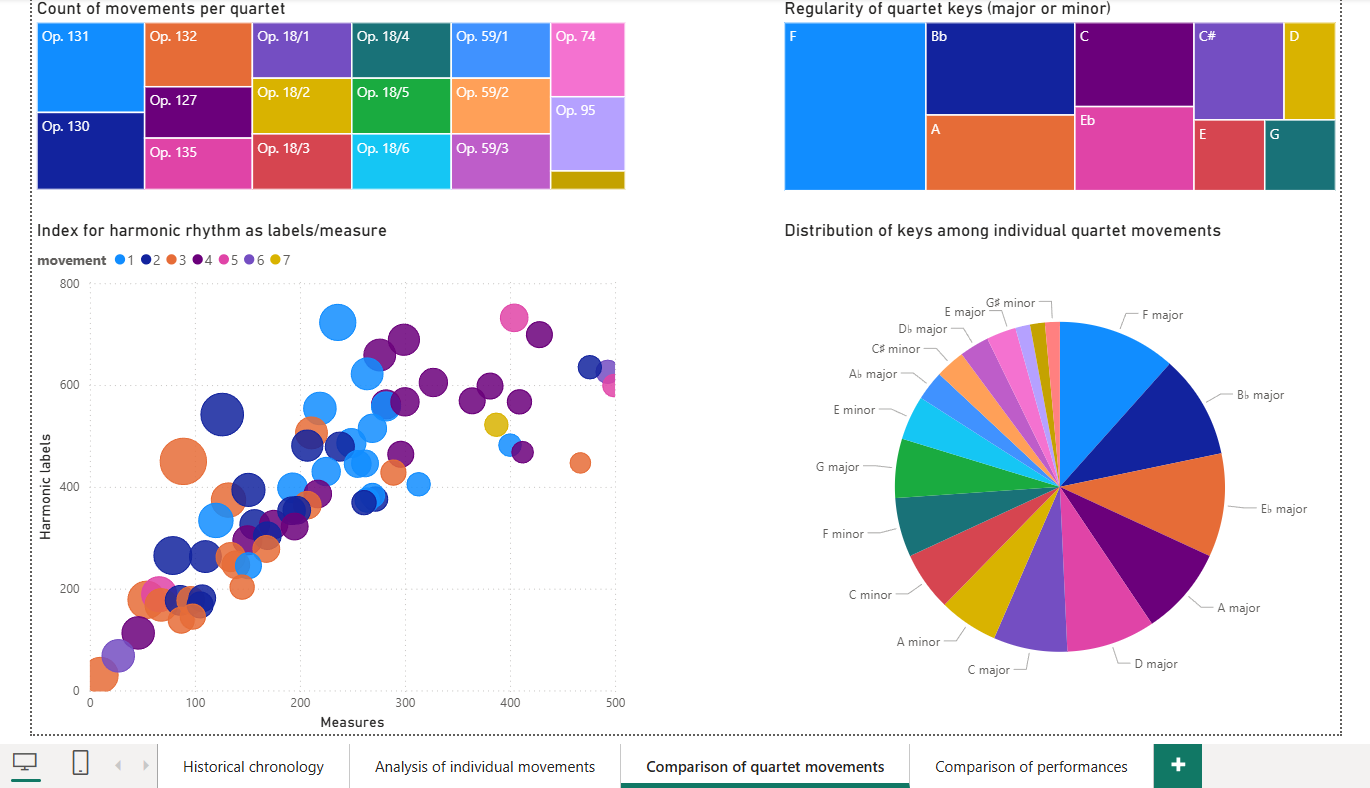 Count of movements per quartet
Op. 131
Op. 130
Op. 132
Op. 127
Op. 135
Op. 18/1
Op. 18/2
Op. 18/3
Op. 18/4
Op. 18/5
Op. 18/6
Op. 59/1
Op. 59/2
Op. 59/3
Op. 74
Op. 95
Regularity of quartet keys (major or minor)
F
Bb
A
C
Eb
C#
D
E
G
Index for harmonic rhythm as labels/measure
movement 1 2 3 4 5 6 7
Harmonic labels
800
600
400
200
0
0 100 200 300 400 500
Measures
Distribution of keys among individual quartet movements
F major
B♭ major
E♭ major
A major
D major
C major
A minor
C minor
F minor
G major
E minor
A♭ major
C♯ minor
D♭ major
E major
G♯ minor
Historical chronology
Analysis of individual movements
Comparison of quartet movements
Comparison of performances
+